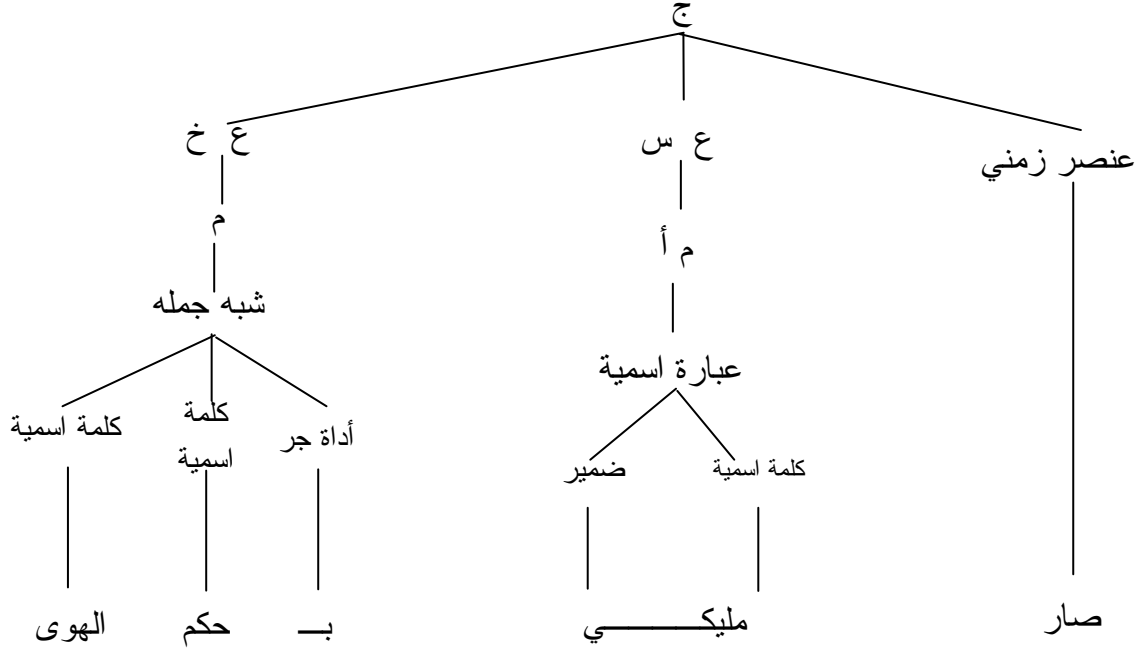 ج
عنصر زمني
ع س
ع خ
م أ
م
شبه جمله
عبارة اسمية
أداة جر
كلمة
اسمية
كلمة اسمية
كلمة اسمية
ضمير
صار
مليكـــــــــي
بـــ
حكم
الهوى